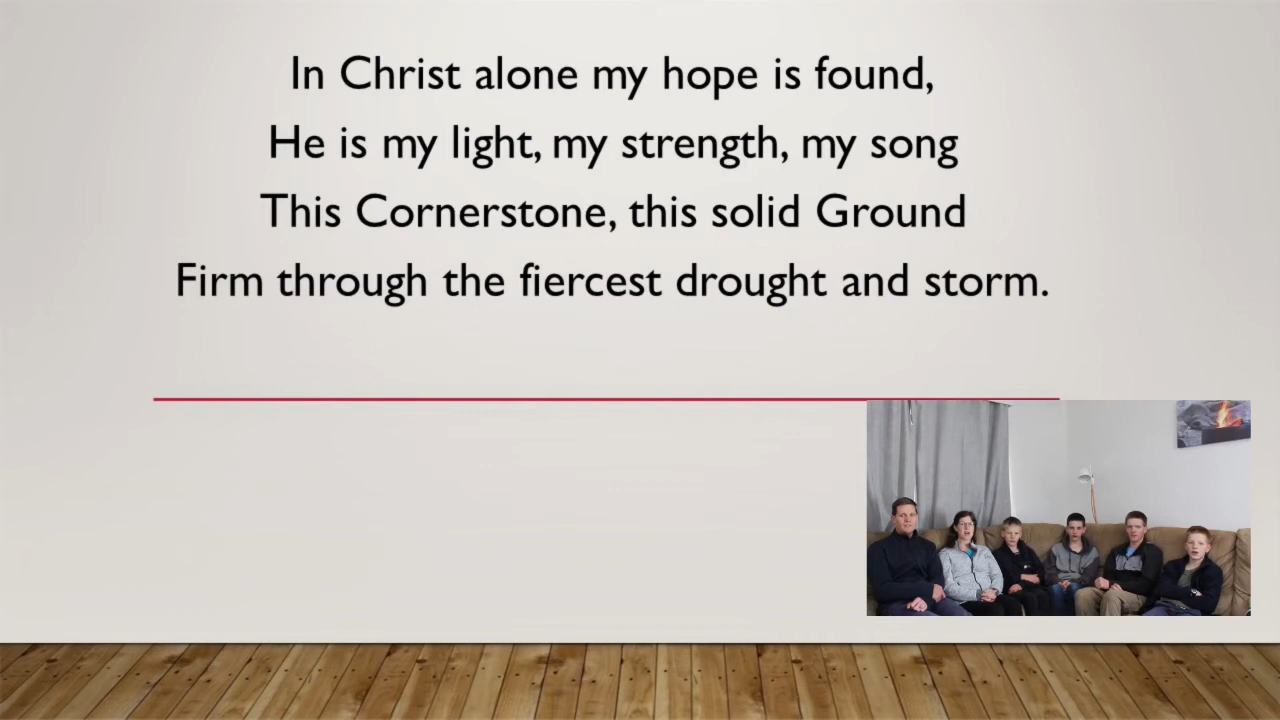 In Christ alone my hope is found,
He is my light, my strength, my song
This Cornerstone, this solid Ground
Firm through the fiercest drought and storm.